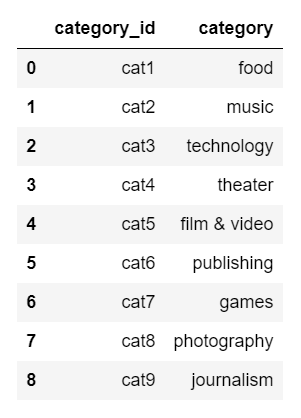 category_id category
0 cat1 food
1 cat2 music
2 cat3 technology
3 cat4 theater
4 cat5 film & video
5 cat6 publishing
6 cat7 games
7 cat8 photography
8 cat9 journalism